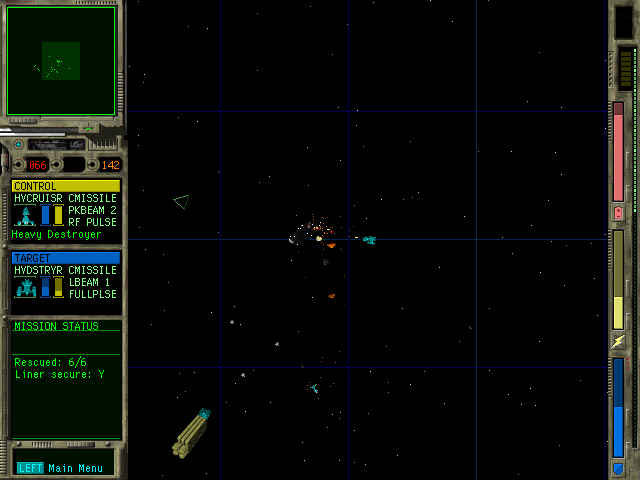 066 142
CONTROL
HVCRUISR CMISSILE
PKBEAM 2
RF PULSE
Heavy Destroyer
TARGET
HVDSTRYR CMISSILE
LBEAM 1
FULLPLSE
MISSION STATUS
Rescued: 6/6
Liner secure: Y
LEFT Main Menu